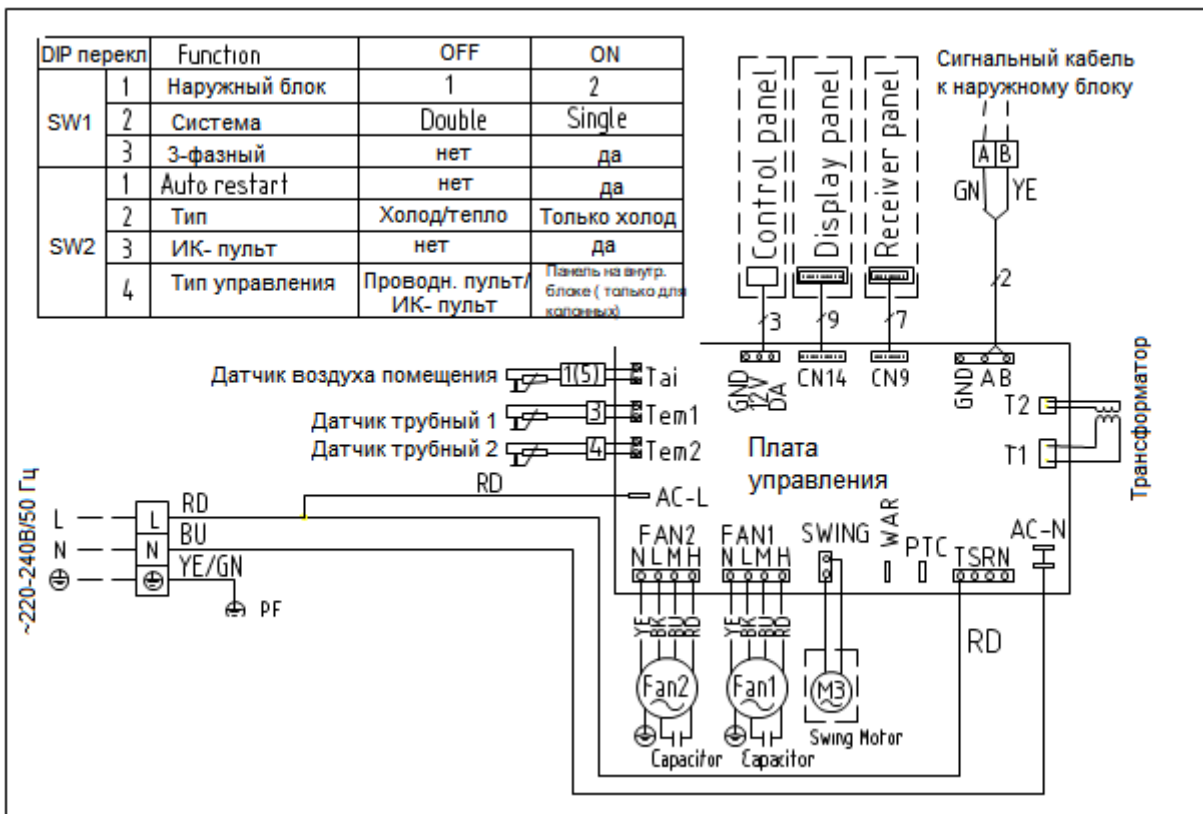 DIP перекл Function OFF ON
SW1
1 Наружный блок 1 2
2 Система Double Single
3 3-фазный нет да
SW2
1 Auto restart нет да
2 Тип Холод/тепло Только холод
3 ИК- пульт нет да
4 Тип управления Проводн. пульт/ ИК- пульт Панель на внутр. блоке ( только для колонных)
Control panel
Display panel
Receiver panel
Сигнальный кабель
к наружному блоку
A B
GN YE
3 9 7 2
GND 12V DA CN14 CN9 GND A B
Датчик воздуха помещения 1(5) Tai
Датчик трубный 1 3 Tem1
Датчик трубный 2 4 Tem2
T2
T1
Трансформатор
Плата
управления
RD AC-L
~220-240В/50 Гц
L L RD
N N BU
YE/GN
PE
FAN2 FAN1 SWING WAR PTC AC-N
N L M H N L M H T S R N
YE BK BU RD YE BK BU RD
RD
Fan2 Fan1 M3
Capacitor Capacitor Swing Motor